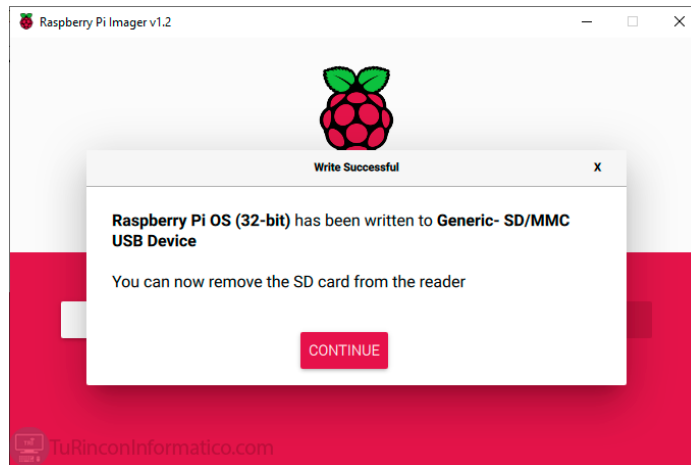 Raspberry Pi Imager v1.2
Write Successful
X
Raspberry Pi OS (32-bit) has been written to Generic- SD/MMC
USB Device
You can now remove the SD card from the reader
CONTINUE
TuRinconInformatico.com